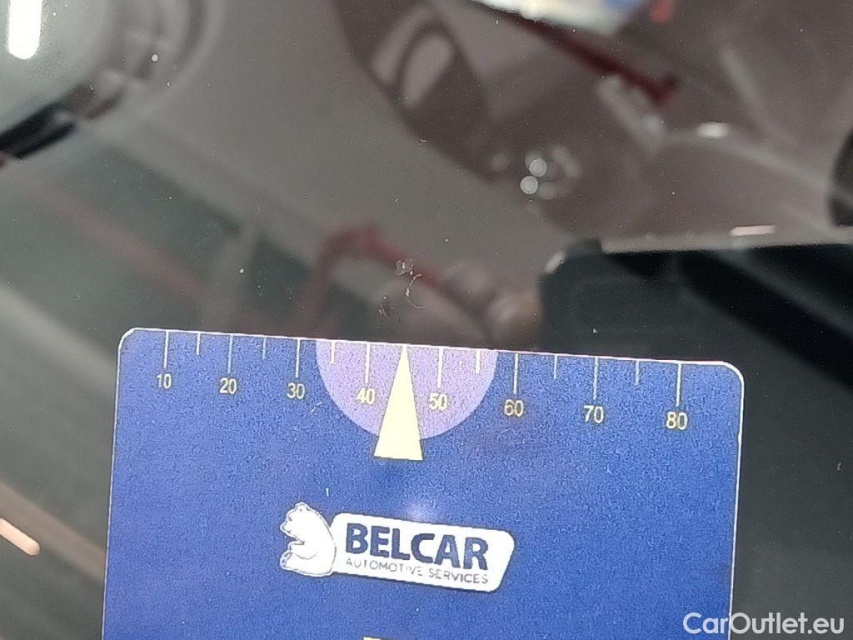 10 20 30 40 50 60 70 80
BELCAR
AUTOMOTIVE SERVICES
CarOutlet.eu